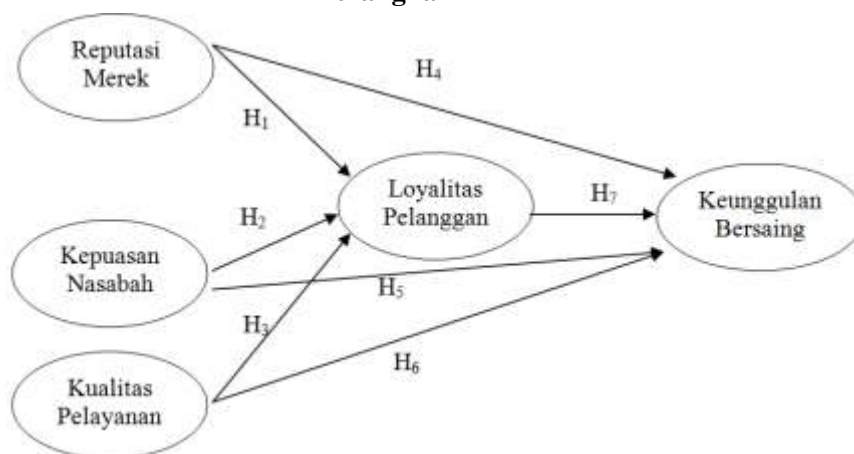 Reputasi
Merek
H₄
H₁
Loyalitas
Pelanggan
H₇
Keunggulan
Bersaing
H₂
Kepuasan
Nasabah
H₅
H₃
H₆
Kualitas
Pelayanan